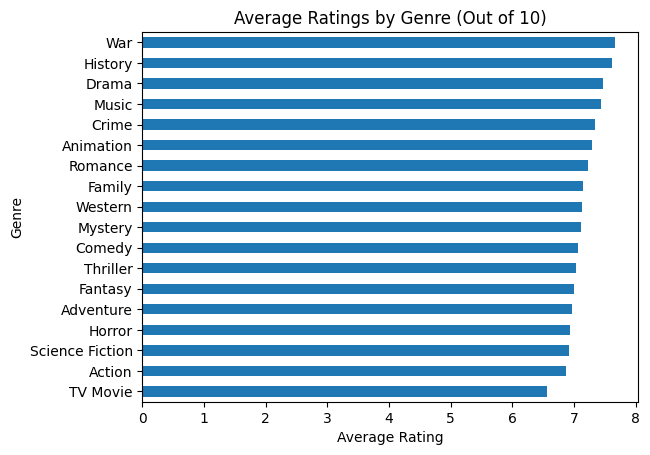 Average Ratings by Genre (Out of 10)
War
History
Drama
Music
Crime
Animation
Romance
Family
Western
Mystery
Comedy
Thriller
Fantasy
Adventure
Horror
Science Fiction
Action
TV Movie
Genre
0 1 2 3 4 5 6 7 8
Average Rating